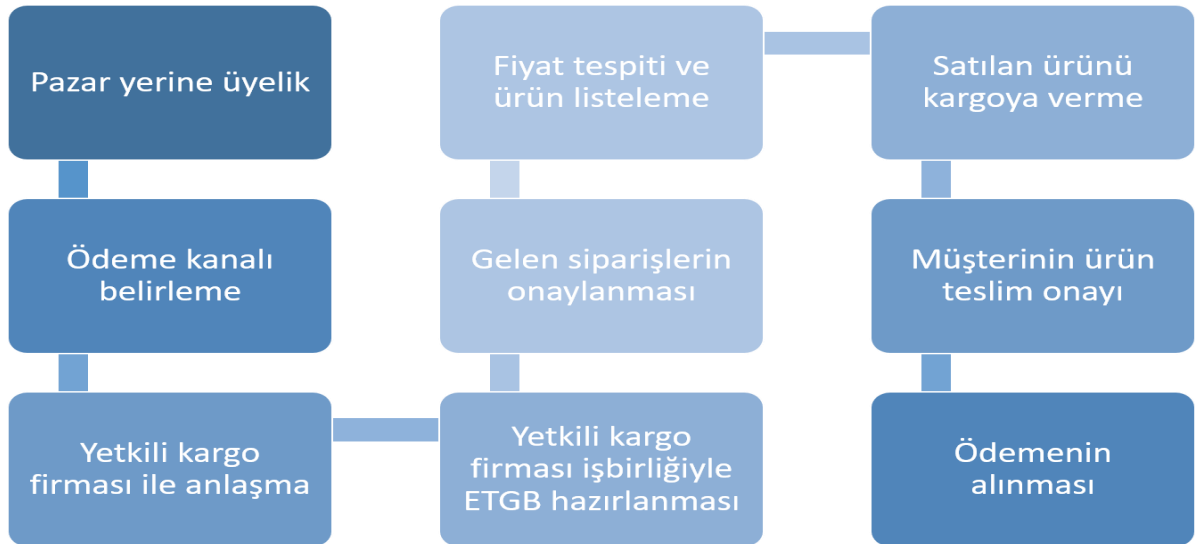 Pazar yerine üyelik
Ödeme kanalı
belirleme
Yetkili kargo
firması ile anlaşma
Yetkili kargo
firması işbirliğiyle
ETGB hazırlanması
Gelen siparişlerin
onaylanması
Fiyat tespiti ve
ürün listeleme
Satılan ürünü
kargoya verme
Müşterinin ürün
teslim onayı
Ödemenin
alınması